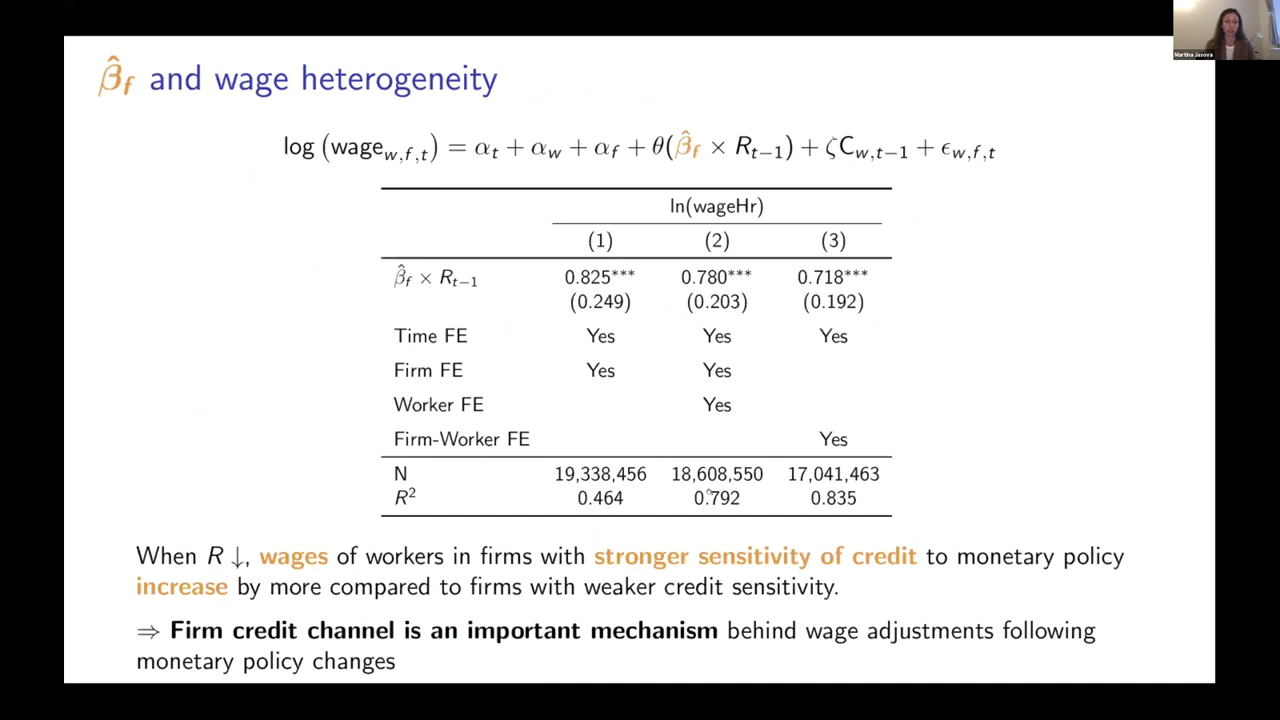 Martina Jasova
β̂_f and wage heterogeneity
log (wage_{w,f,t}) = α_t + α_w + α_f + θ(β̂_f × R_{t−1}) + ζC_{w,t−1} + ϵ_{w,f,t}
ln(wageHr)
(1) (2) (3)
β̂_f × R_{t−1} 0.825*** 0.780*** 0.718***
(0.249) (0.203) (0.192)
Time FE Yes Yes Yes
Firm FE Yes Yes
Worker FE Yes
Firm-Worker FE Yes
N 19,338,456 18,608,550 17,041,463
R² 0.464 0.792 0.835
When R ↓, wages of workers in firms with stronger sensitivity of credit to monetary policy
increase by more compared to firms with weaker credit sensitivity.
⇒ Firm credit channel is an important mechanism behind wage adjustments following
monetary policy changes